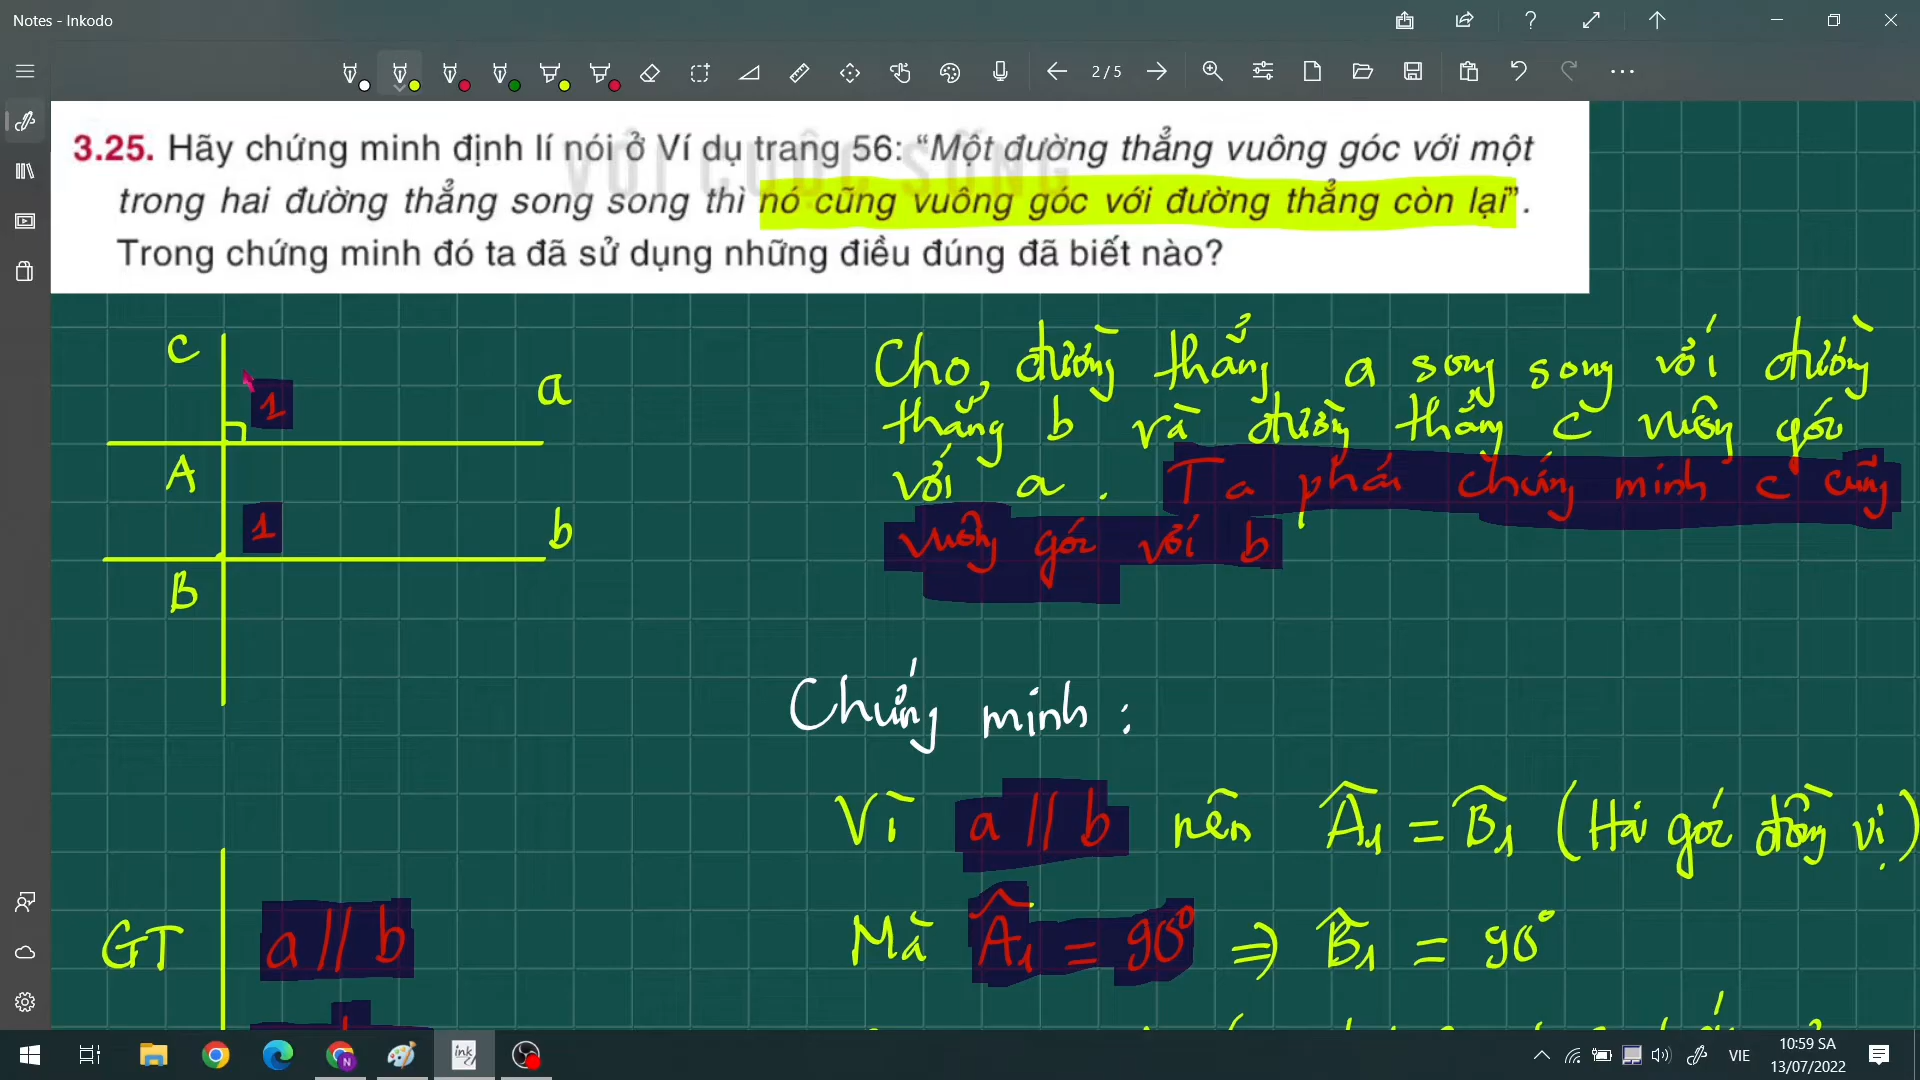 Notes - Inkodo
2 / 5
VỚI CUỘC SỐNG
3.25. Hãy chứng minh định lí nói ở Ví dụ trang 56: “Một đường thẳng vuông góc với một
trong hai đường thẳng song song thì nó cũng vuông góc với đường thẳng còn lại”.
Trong chứng minh đó ta đã sử dụng những điều đúng đã biết nào?
c
1
a
A
1
b
B
Cho đường thẳng a song song với đường
thẳng b và đường thẳng c vuông góc
với a . Ta phải chứng minh c cũng
vuông góc với b
Chứng minh :
Vì a // b nên Â₁ = B̂₁ (Hai góc đồng vị)
GT a // b
Mà Â₁ = 90° ⇒ B̂₁ = 90°
ink
VIE
10:59 SA
13/07/2022